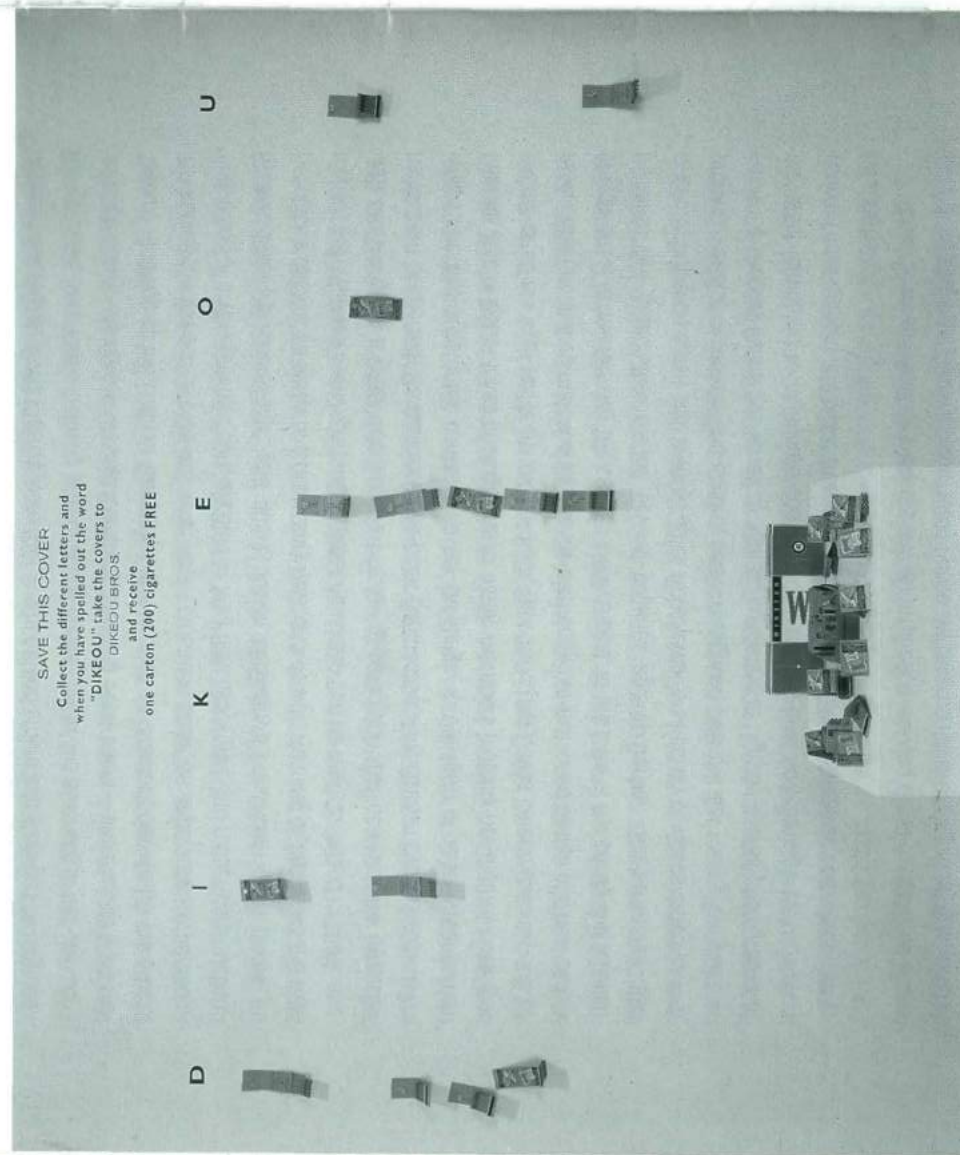 SAVE THIS COVER
Collect the different letters and
when you have spelled out the word
"DIKEOU" take the covers to
DIKEOU BROS.
and receive
one carton (200) cigarettes FREE
D I K E O U
WINSTON
W